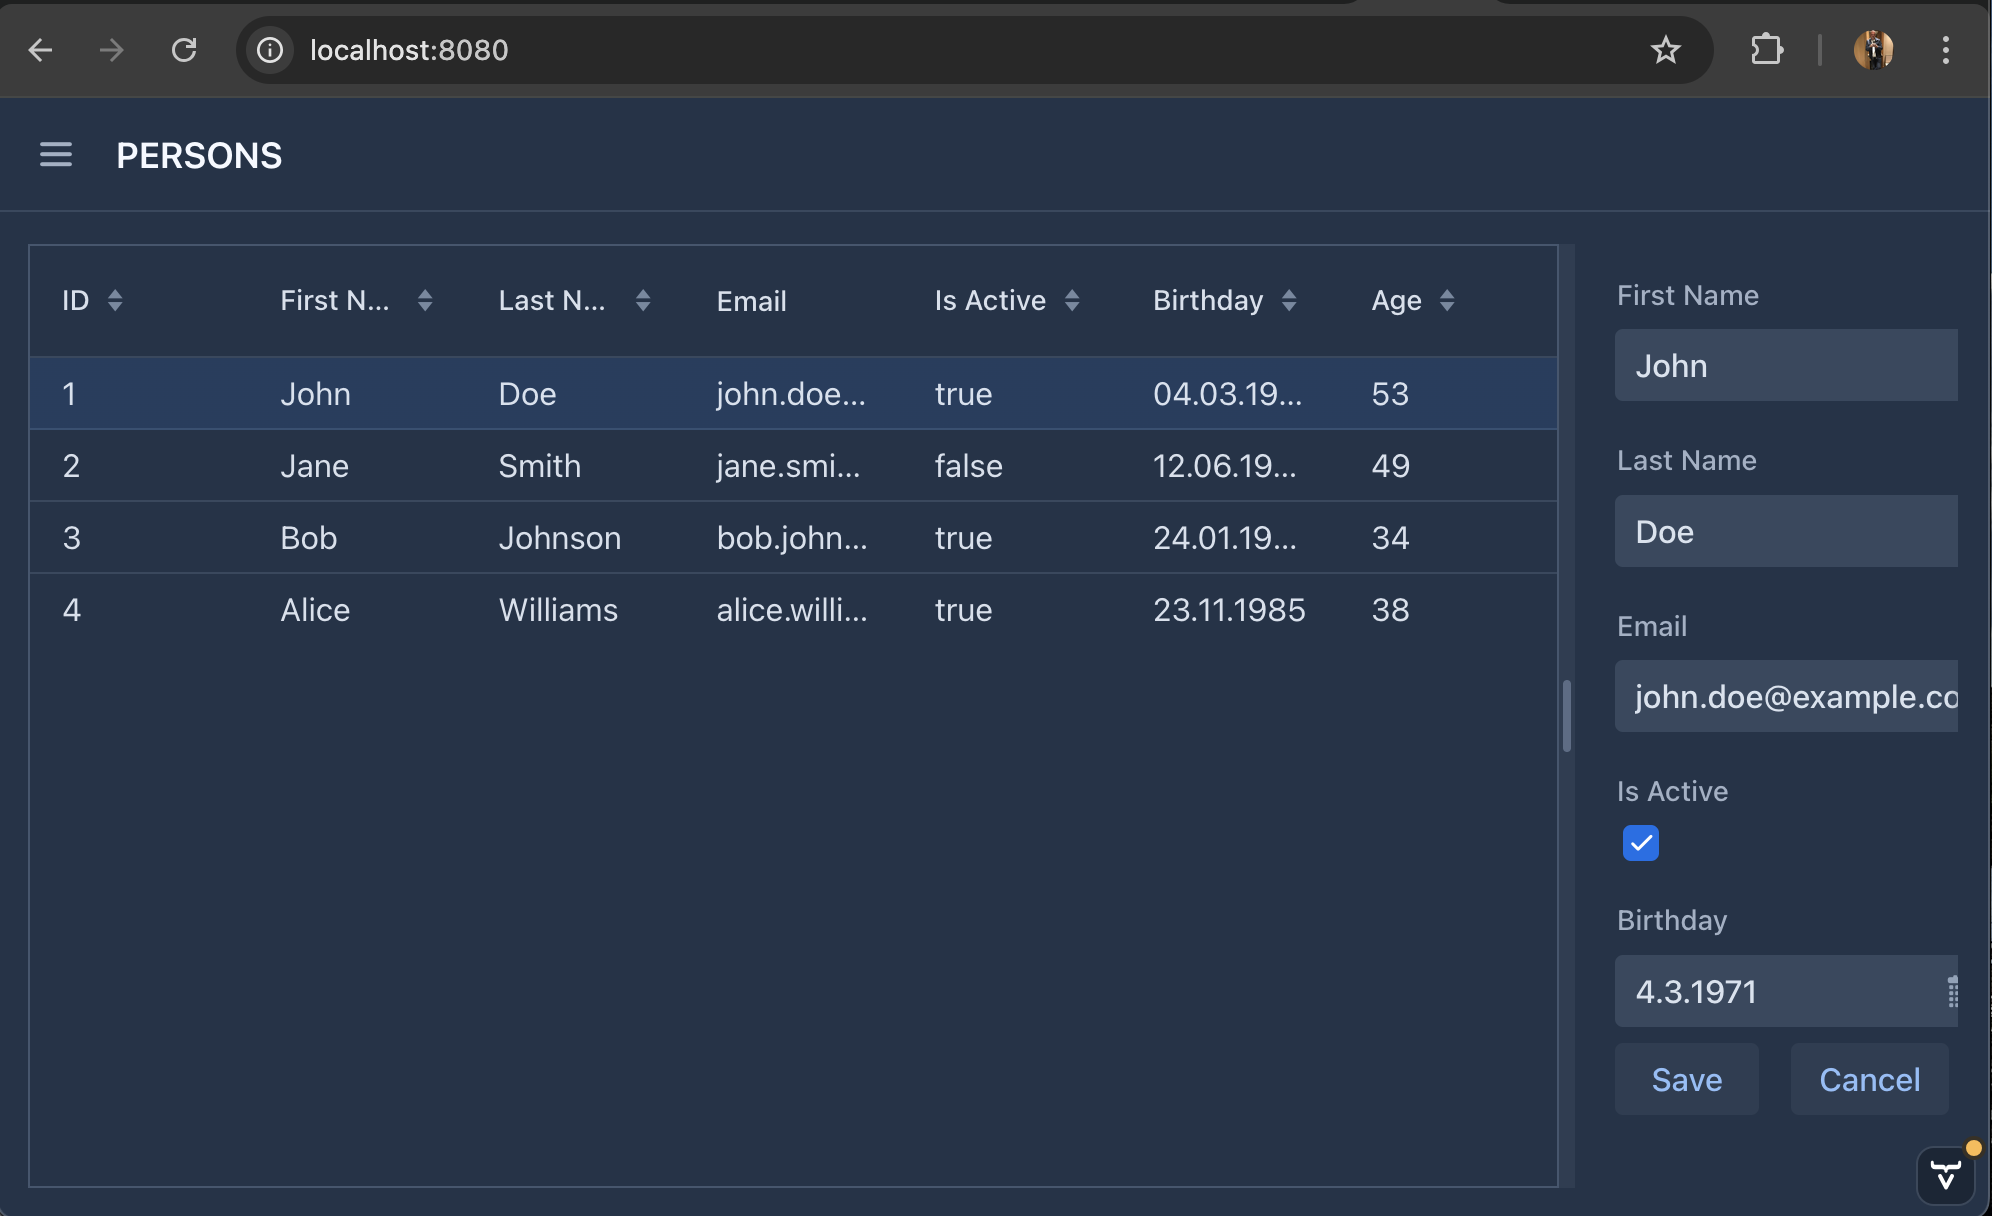 localhost:8080
PERSONS
ID First N... Last N... Email Is Active Birthday Age
1 John Doe john.doe... true 04.03.19... 53
2 Jane Smith jane.smi... false 12.06.19... 49
3 Bob Johnson bob.john... true 24.01.19... 34
4 Alice Williams alice.willi... true 23.11.1985 38
First Name
John
Last Name
Doe
Email
john.doe@example.co
Is Active
Birthday
4.3.1971
Save Cancel